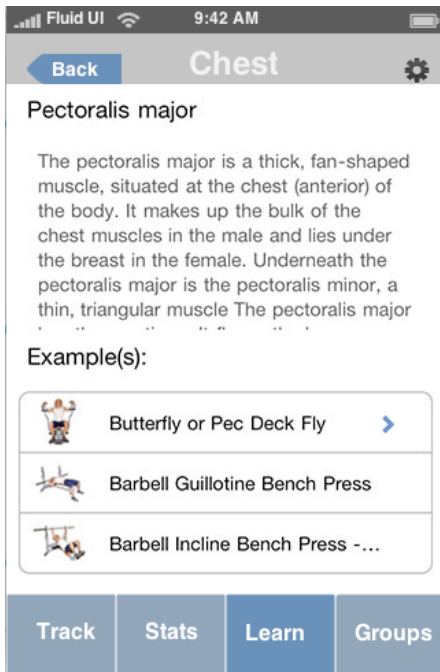 Fluid UI 9:42 AM
Back Chest
Pectoralis major
The pectoralis major is a thick, fan-shaped
muscle, situated at the chest (anterior) of
the body. It makes up the bulk of the
chest muscles in the male and lies under
the breast in the female. Underneath the
pectoralis major is the pectoralis minor, a
thin, triangular muscle The pectoralis major
Example(s):
Butterfly or Pec Deck Fly
Barbell Guillotine Bench Press
Barbell Incline Bench Press -...
Track Stats Learn Groups